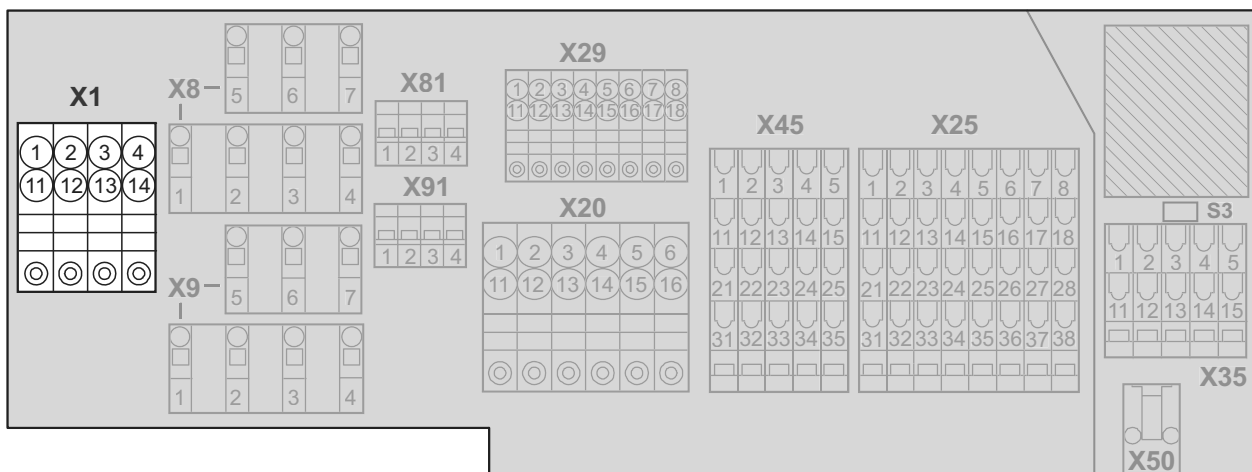 X1
1 2 3 4
11 12 13 14
X8
5 6 7
1 2 3 4
X9
5 6 7
1 2 3 4
X81
1 2 3 4
X91
1 2 3 4
X29
1 2 3 4 5 6 7 8
11 12 13 14 15 16 17 18
X20
1 2 3 4 5 6
11 12 13 14 15 16
X45
1 2 3 4 5
11 12 13 14 15
21 22 23 24 25
31 32 33 34 35
X25
1 2 3 4 5 6 7 8
11 12 13 14 15 16 17 18
21 22 23 24 25 26 27 28
31 32 33 34 35 36 37 38
S3
1 2 3 4 5
11 12 13 14 15
X35
X50